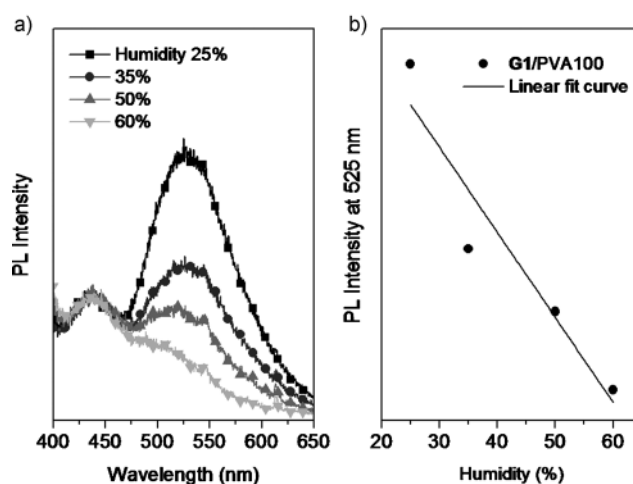 a)
Humidity 25%
35%
50%
60%
PL Intensity
400 450 500 550 600 650
Wavelength (nm)
b)
G1/PVA100
Linear fit curve
PL Intensity at 525 nm
20 30 40 50 60
Humidity (%)